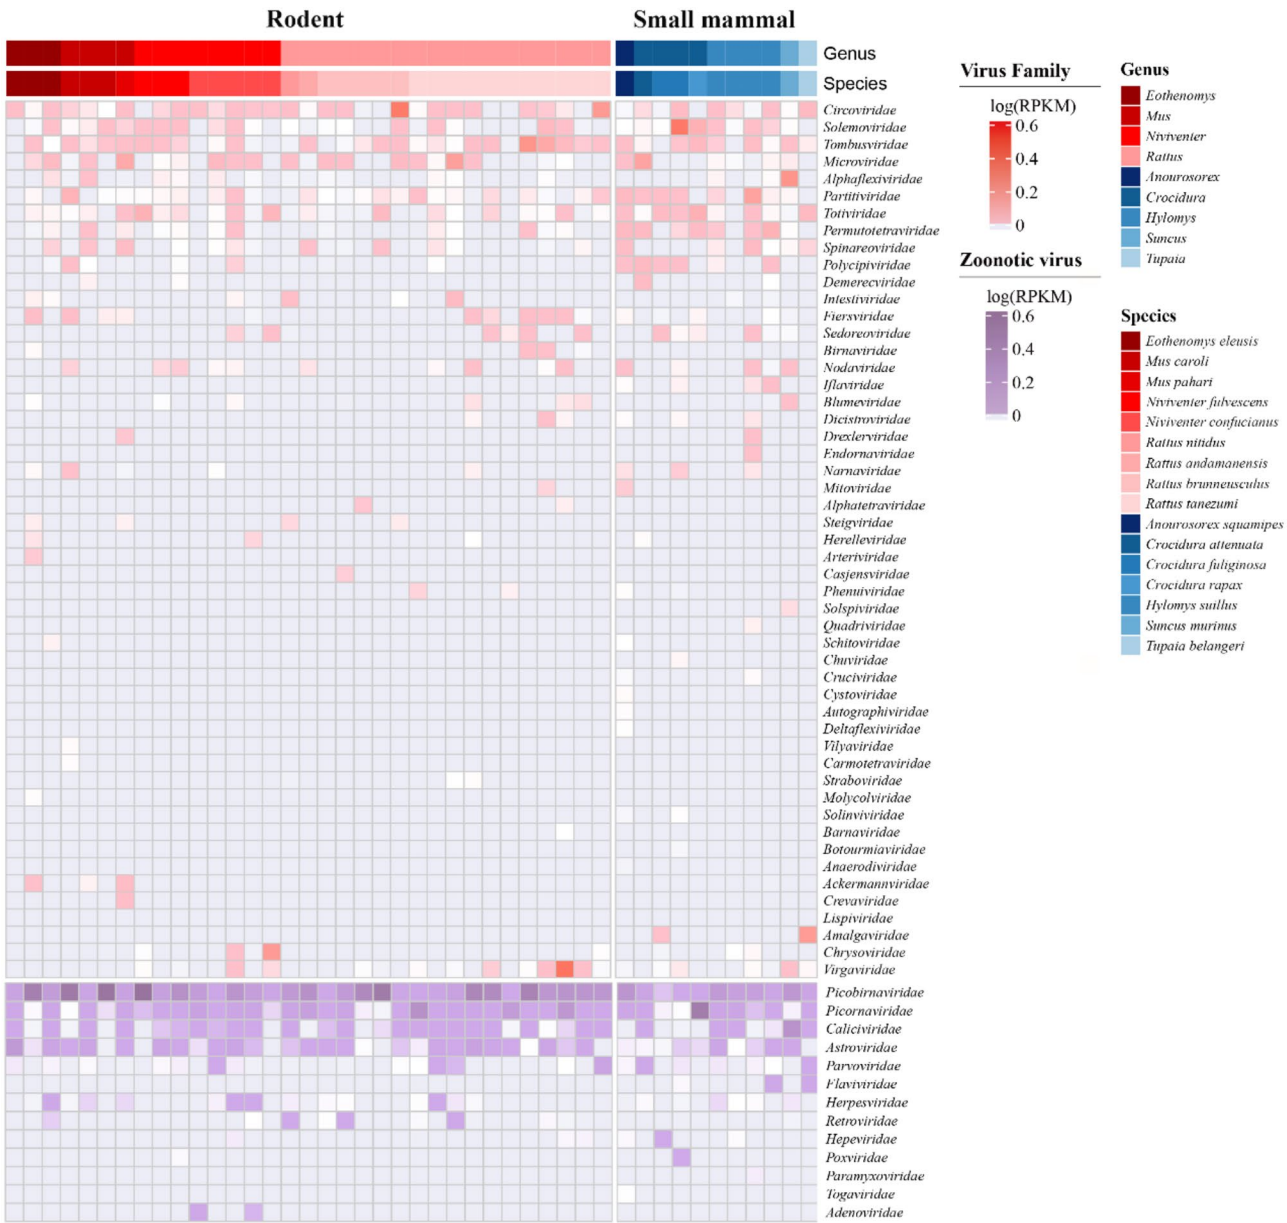 Rodent
Small mammal
Genus
Species
Circoviridae
Solemoviridae
Tombusviridae
Microviridae
Alphaflexiviridae
Partitiviridae
Totiviridae
Permutotetraviridae
Spinareoviridae
Polycipiviridae
Demerecviridae
Intestiviridae
Fiersviridae
Sedoreoviridae
Birnaviridae
Nodaviridae
Iflaviridae
Blumeviridae
Dicistroviridae
Drexlerviridae
Endornaviridae
Narnaviridae
Mitoviridae
Alphatetraviridae
Steigviridae
Herelleviridae
Arteriviridae
Casjensviridae
Phenuiviridae
Solspiviridae
Quadriviridae
Schitoviridae
Chuviridae
Cruciviridae
Cystoviridae
Autographiviridae
Deltaflexiviridae
Vilyaviridae
Carmotetraviridae
Straboviridae
Molycolviridae
Solinviviridae
Barnaviridae
Botourmiaviridae
Anaerodiviridae
Ackermannviridae
Crevaviridae
Lispiviridae
Amalgaviridae
Chrysoviridae
Virgaviridae
Picobirnaviridae
Picornaviridae
Caliciviridae
Astroviridae
Parvoviridae
Flaviviridae
Herpesviridae
Retroviridae
Hepeviridae
Poxviridae
Paramyxoviridae
Togaviridae
Adenoviridae
Virus Family
log(RPKM)
0.6
0.4
0.2
0
Zoonotic virus
log(RPKM)
0.6
0.4
0.2
0
Genus
Eothenomys
Mus
Niviventer
Rattus
Anourosorex
Crocidura
Hylomys
Suncus
Tupaia
Species
Eothenomys eleusis
Mus caroli
Mus pahari
Niviventer fulvescens
Niviventer confucianus
Rattus nitidus
Rattus andamanensis
Rattus brunneusculus
Rattus tanezumi
Anourosorex squamipes
Crocidura attenuata
Crocidura fuliginosa
Crocidura rapax
Hylomys suillus
Suncus murinus
Tupaia belangeri